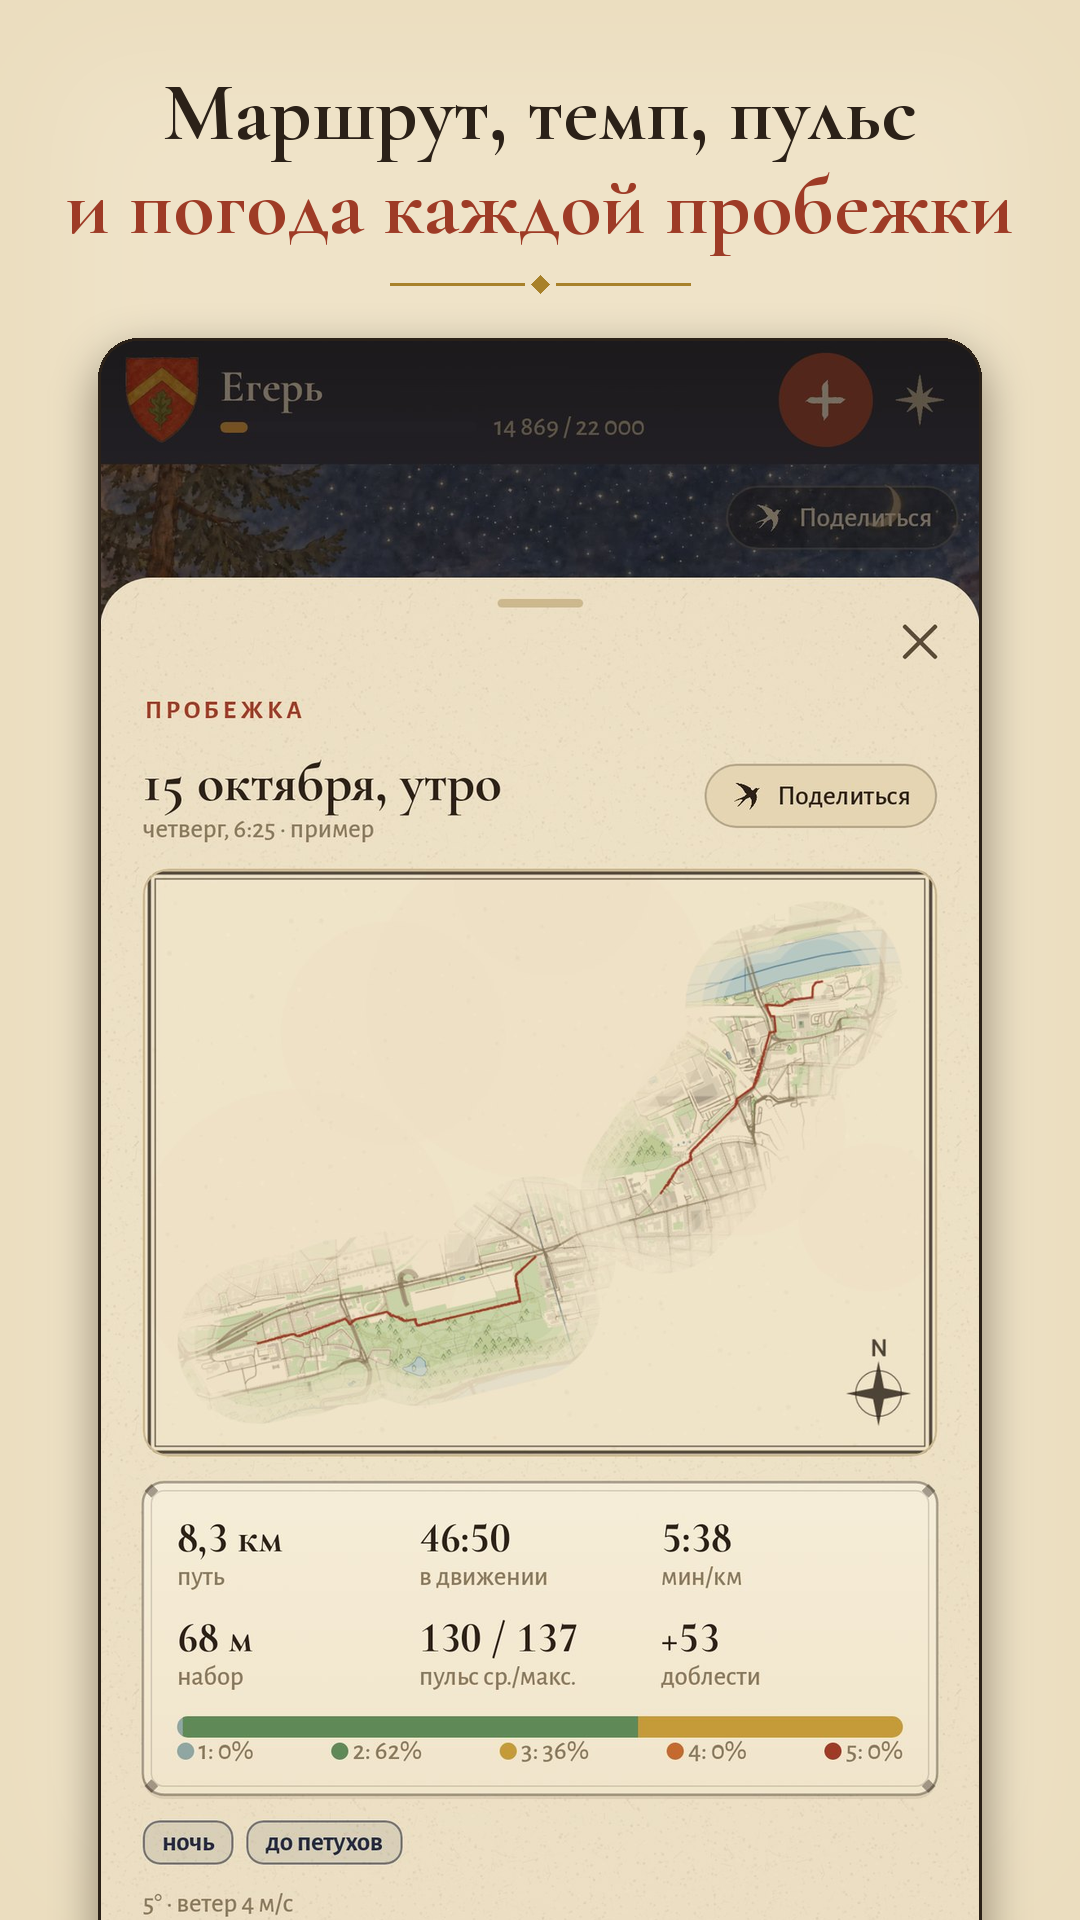 Маршрут, темп, пульс
и погода каждой пробежки
Егерь
14 869 / 22 000
Поделиться
ПРОБЕЖКА
15 октября, утро
четверг, 6:25 · пример
Поделиться
N
8,3 км
46:50
5:38
путь
в движении
мин/км
68 м
130 / 137
+53
набор
пульс ср./макс.
доблести
1: 0%
2: 62%
3: 36%
4: 0%
5: 0%
ночь
до петухов
5° · ветер 4 м/с